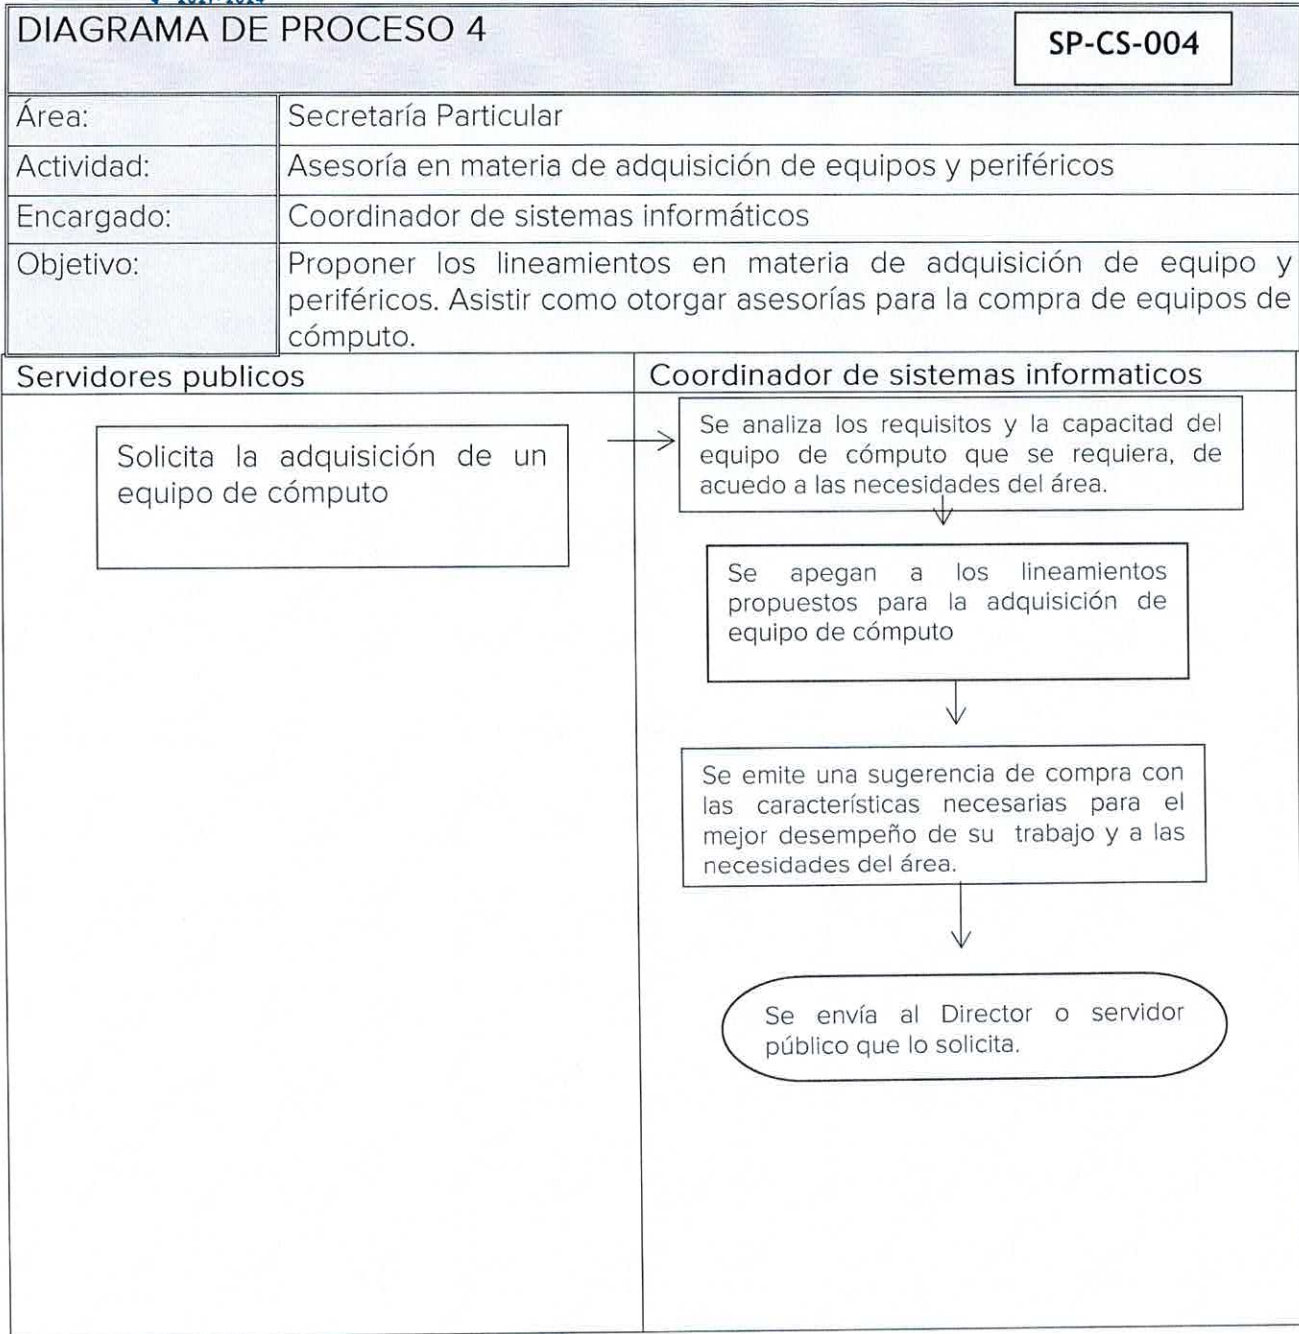 DIAGRAMA DE PROCESO 4
SP-CS-004
Área:
Secretaría Particular
Actividad:
Asesoría en materia de adquisición de equipos y periféricos
Encargado:
Coordinador de sistemas informáticos
Objetivo:
Proponer los lineamientos en materia de adquisición de equipo y
periféricos. Asistir como otorgar asesorías para la compra de equipos de
cómputo.
Servidores publicos
Coordinador de sistemas informaticos
Solicita la adquisición de un
equipo de cómputo
Se analiza los requisitos y la capacitad del
equipo de cómputo que se requiera, de
acuedo a las necesidades del área.
Se apegan a los lineamientos
propuestos para la adquisición de
equipo de cómputo
Se emite una sugerencia de compra con
las características necesarias para el
mejor desempeño de su trabajo y a las
necesidades del área.
Se envía al Director o servidor
público que lo solicita.